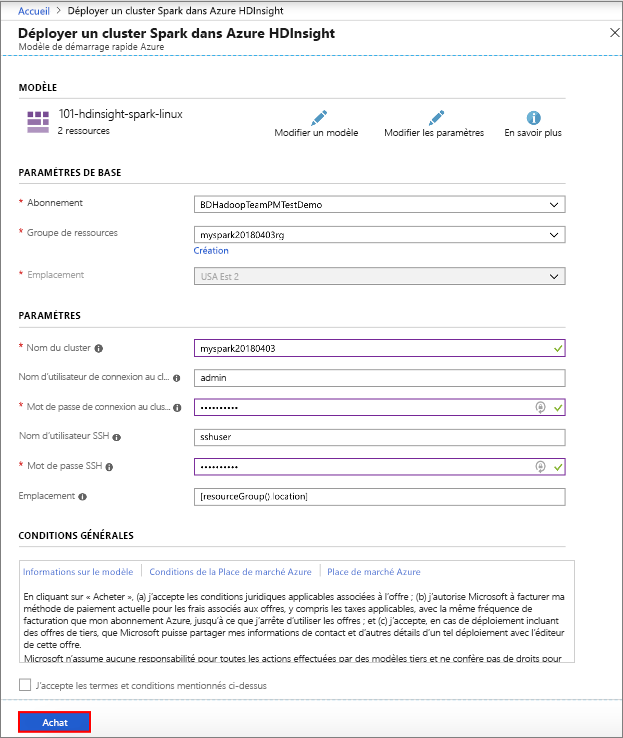 Accueil > Déployer un cluster Spark dans Azure HDInsight
Déployer un cluster Spark dans Azure HDInsight
Modèle de démarrage rapide Azure
MODÈLE
101-hdinsight-spark-linux
2 ressources
Modifier un modèle
Modifier les paramètres
En savoir plus
PARAMÈTRES DE BASE
* Abonnement
BDHadoopTeamPMTestDemo
* Groupe de ressources
myspark20180403rg
Création
* Emplacement
USA Est 2
PARAMÈTRES
* Nom du cluster
myspark20180403
Nom d'utilisateur de connexion au cl...
admin
* Mot de passe de connexion au clus...
••••••••••
Nom d'utilisateur SSH
sshuser
* Mot de passe SSH
••••••••••
Emplacement
[resourceGroup().location]
CONDITIONS GÉNÉRALES
Informations sur le modèle | Conditions de la Place de marché Azure | Place de marché Azure
En cliquant sur « Acheter », (a) j'accepte les conditions juridiques applicables associées à l'offre ; (b) j'autorise Microsoft à facturer ma
méthode de paiement actuelle pour les frais associés aux offres, y compris les taxes applicables, avec la même fréquence de
facturation que mon abonnement Azure, jusqu'à ce que j'arrête d'utiliser les offres ; et (c) j'accepte, en cas de déploiement incluant
des offres de tiers, que Microsoft puisse partager mes informations de contact et d'autres détails d'un tel déploiement avec l'éditeur
de cette offre.
Microsoft n'assume aucune responsabilité pour toutes les actions effectuées par des modèles tiers et ne confère pas de droits pour
J'accepte les termes et conditions mentionnés ci-dessus
Achat